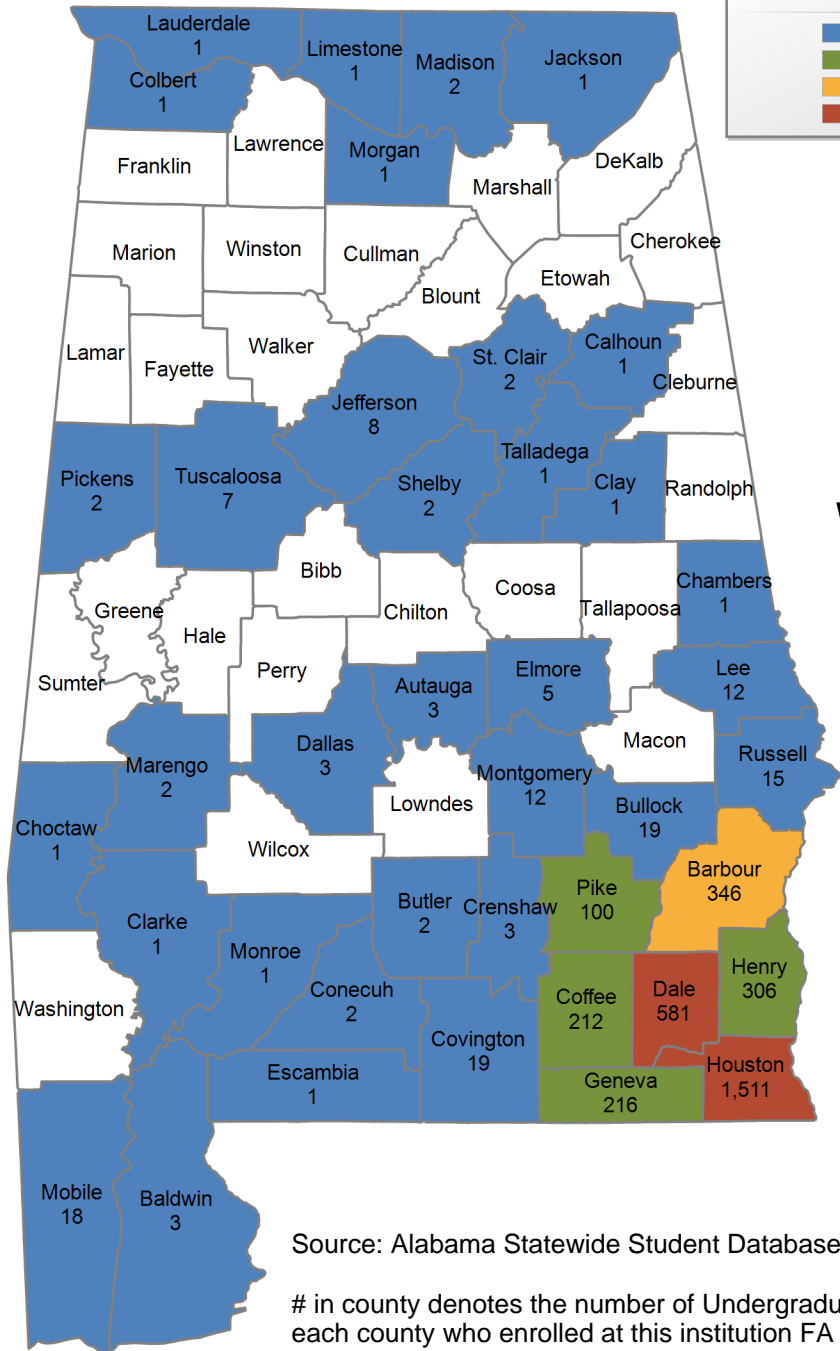 Lauderdale
1
Limestone
1
Madison
2
Jackson
1
Colbert
1
Lawrence
Morgan
1
Franklin
DeKalb
Marshall
Marion
Winston
Cullman
Cherokee
Blount
Etowah
Lamar
Fayette
Walker
St. Clair
2
Calhoun
1
Cleburne
Jefferson
8
Pickens
2
Tuscaloosa
7
Shelby
2
Talladega
1
Clay
1
Randolph
Bibb
Coosa
Chambers
1
Greene
Hale
Chilton
Tallapoosa
Sumter
Perry
Autauga
3
Elmore
5
Lee
12
Marengo
2
Dallas
3
Macon
Russell
15
Montgomery
12
Lowndes
Bullock
19
Choctaw
1
Wilcox
Barbour
346
Clarke
1
Butler
2
Crenshaw
3
Pike
100
Monroe
1
Conecuh
2
Henry
306
Washington
Coffee
212
Dale
581
Covington
19
Escambia
1
Geneva
216
Houston
1,511
Mobile
18
Baldwin
3
Source: Alabama Statewide Student Database
# in county denotes the number of Undergradu
each county who enrolled at this institution FA